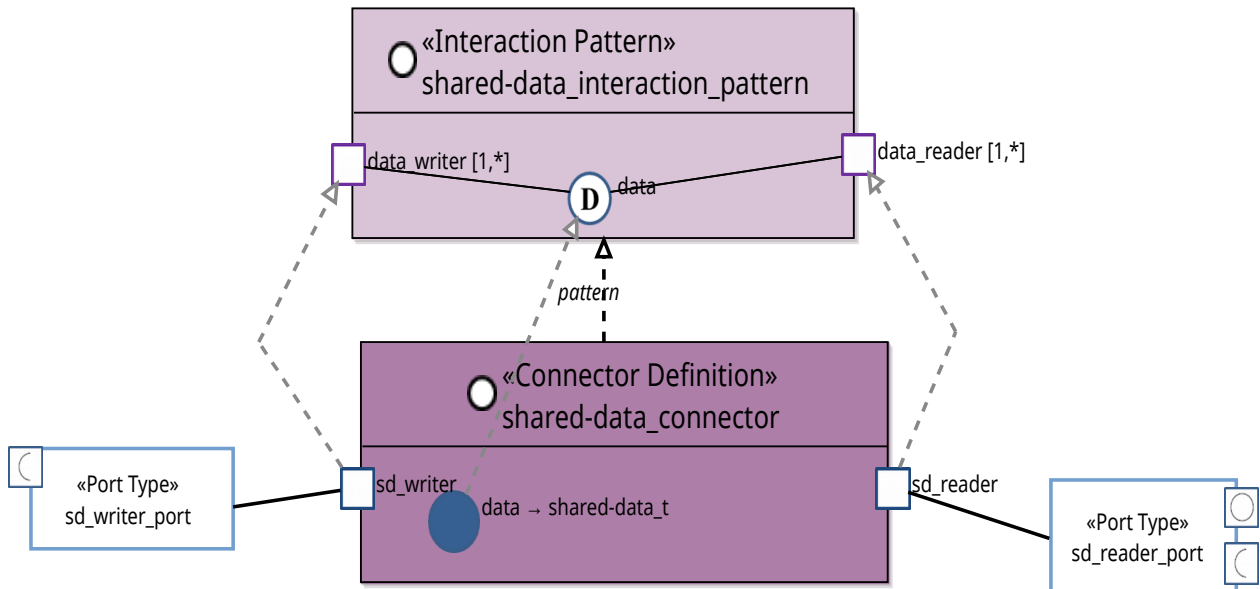 «Interaction Pattern»
shared-data_interaction_pattern
data_writer [1,*]
data_reader [1,*]
D
data
pattern
«Connector Definition»
shared-data_connector
sd_writer
sd_reader
data → shared-data_t
«Port Type»
sd_writer_port
«Port Type»
sd_reader_port